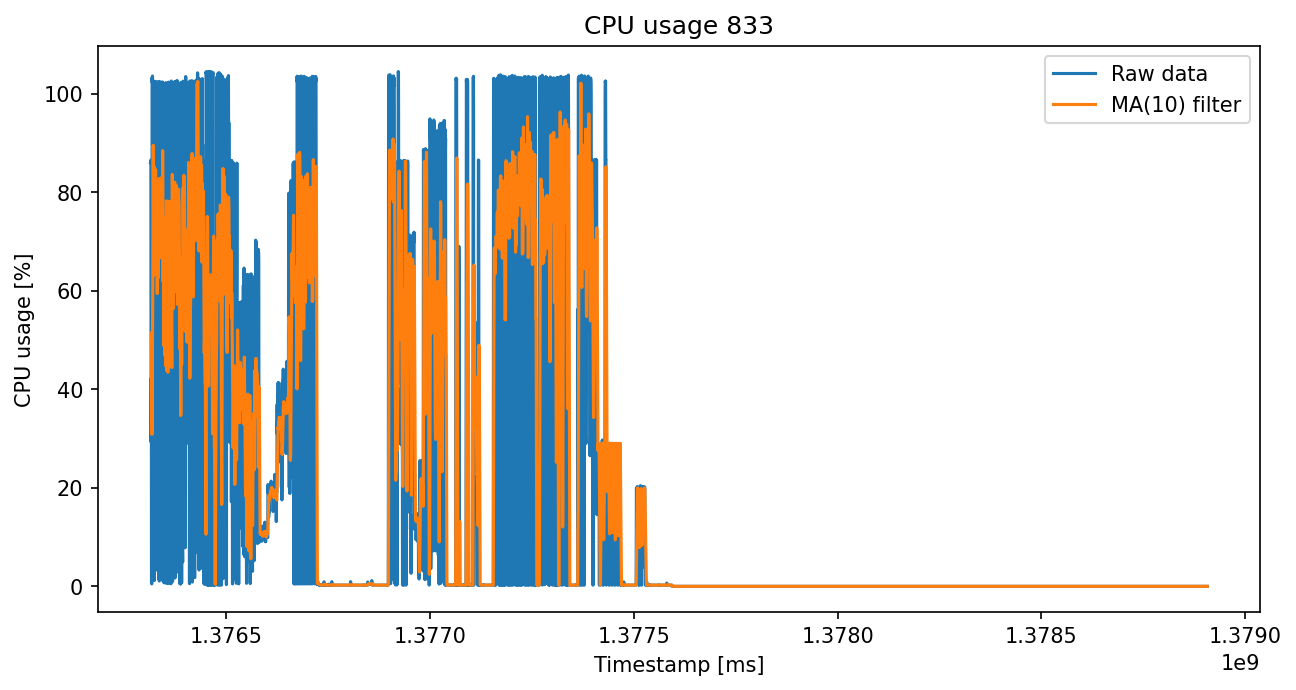 CPU usage 833
Raw data
MA(10) filter
CPU usage [%]
100
80
60
40
20
0
1.3765 1.3770 1.3775 1.3780 1.3785 1.3790
1e9
Timestamp [ms]